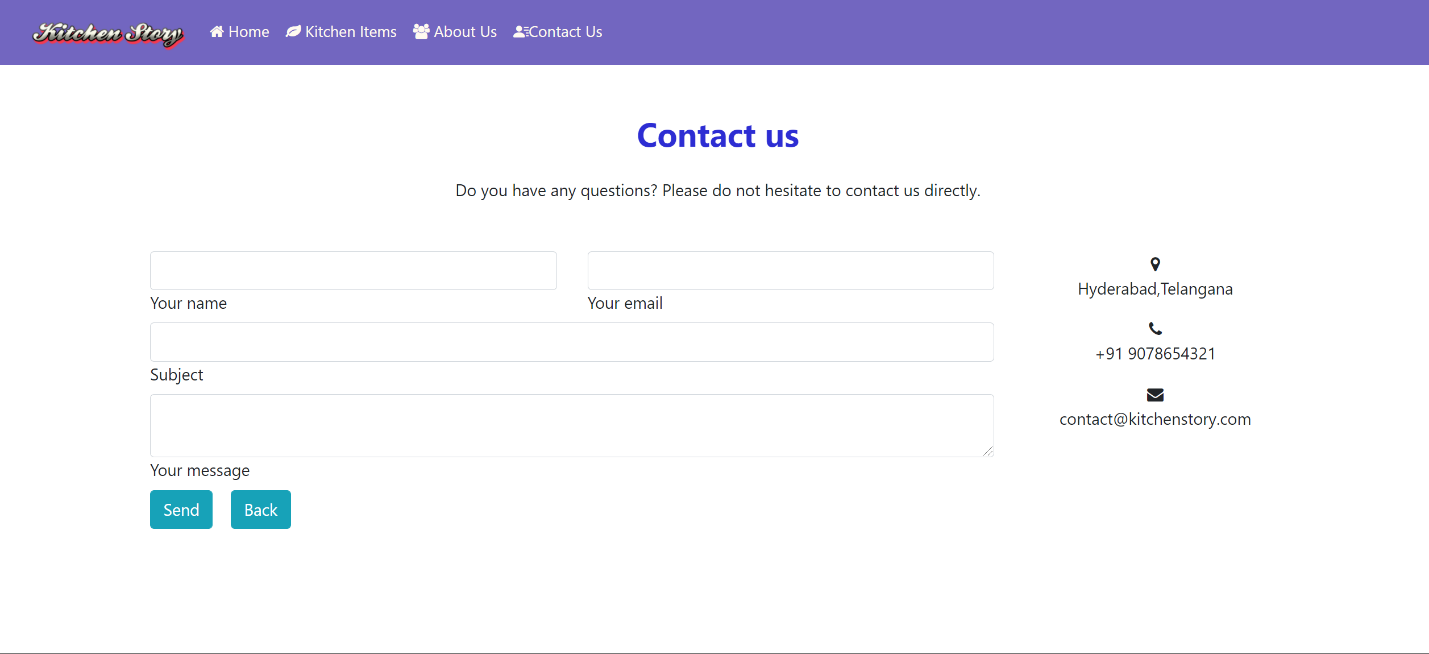 Kitchen Story Home Kitchen Items About Us Contact Us
Contact us
Do you have any questions? Please do not hesitate to contact us directly.
Your name Your email
Subject
Your message
Send Back
Hyderabad,Telangana
+91 9078654321
contact@kitchenstory.com